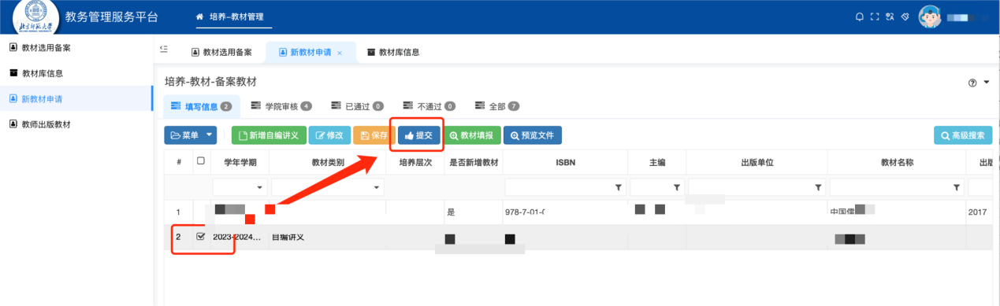 北京师范大学
教务管理服务平台
培养-教材管理
教材选用备案
教材库信息
新教材申请
教师出版教材
教材选用备案 新教材申请 × 教材库信息
培养-教材-备案教材
填写信息 2 学院审核 4 已通过 0 不通过 0 全部 7
菜单 新增自编讲义 修改 保存 提交 教材填报 预览文件 高级搜索
# 学年学期 教材类别 培养层次 是否新增教材 ISBN 主编 出版单位 教材名称 出版
1 是 978-7-01-0 中国儒 2017
2 2023-2024... 自编讲义